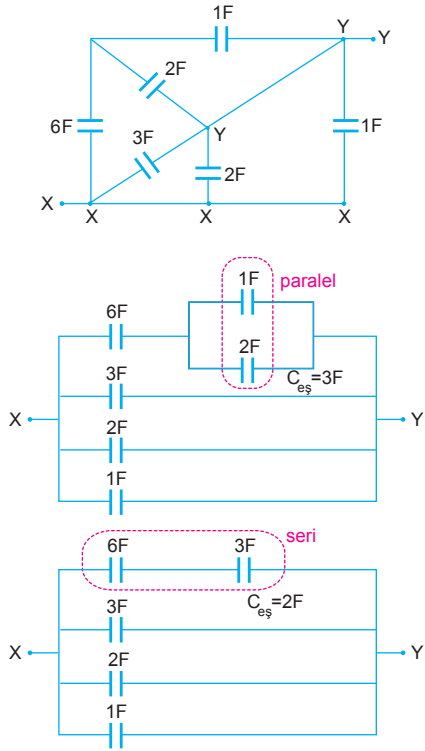 1F
Y
Y
2F
6F
Y
1F
3F
2F
X
X
X
X
1F
paralel
6F
2F
Ceş=3F
3F
X
Y
2F
1F
seri
6F
3F
Ceş=2F
3F
X
Y
2F
1F